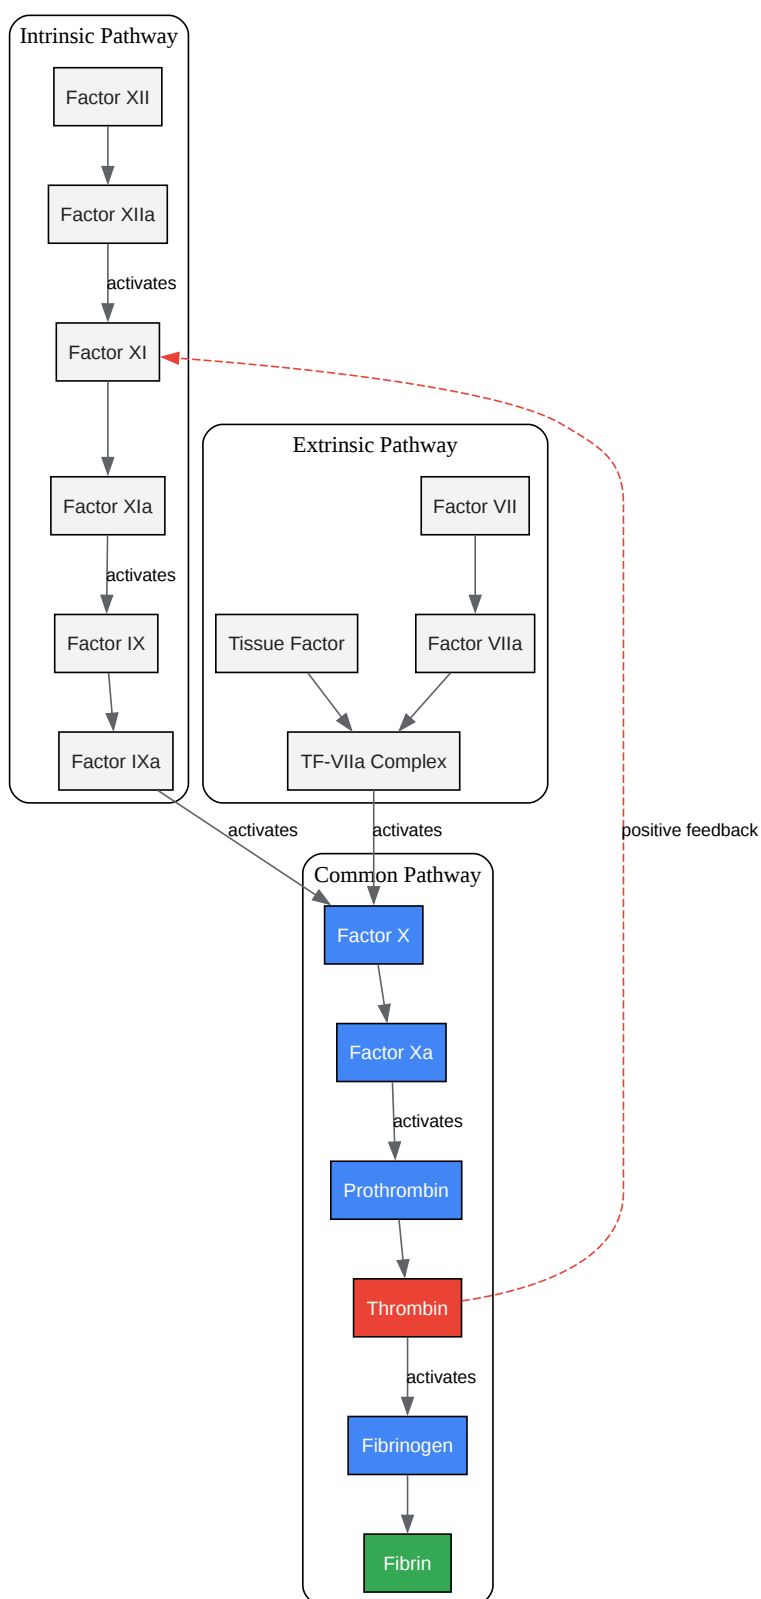 Intrinsic Pathway
Factor XII
Factor XIIa
activates
Factor XI
Factor XIa
activates
Factor IX
Factor IXa
Extrinsic Pathway
Factor VII
Tissue Factor
Factor VIIa
TF-VIIa Complex
activates
activates
positive feedback
Common Pathway
Factor X
Factor Xa
activates
Prothrombin
Thrombin
activates
Fibrinogen
Fibrin